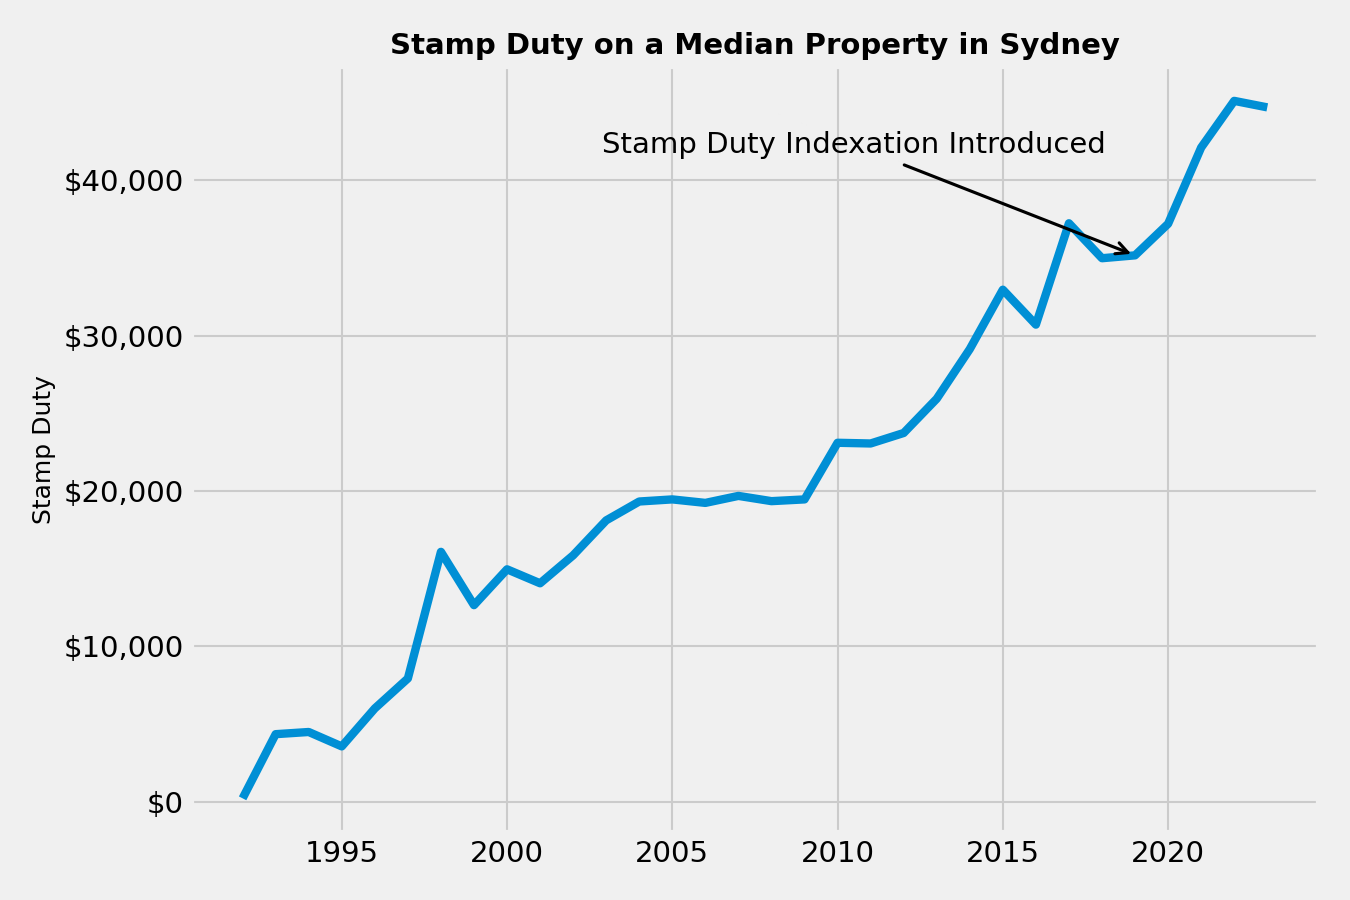 Stamp Duty on a Median Property in Sydney
Stamp Duty Indexation Introduced
$40,000
$30,000
$20,000
$10,000
$0
Stamp Duty
1995 2000 2005 2010 2015 2020